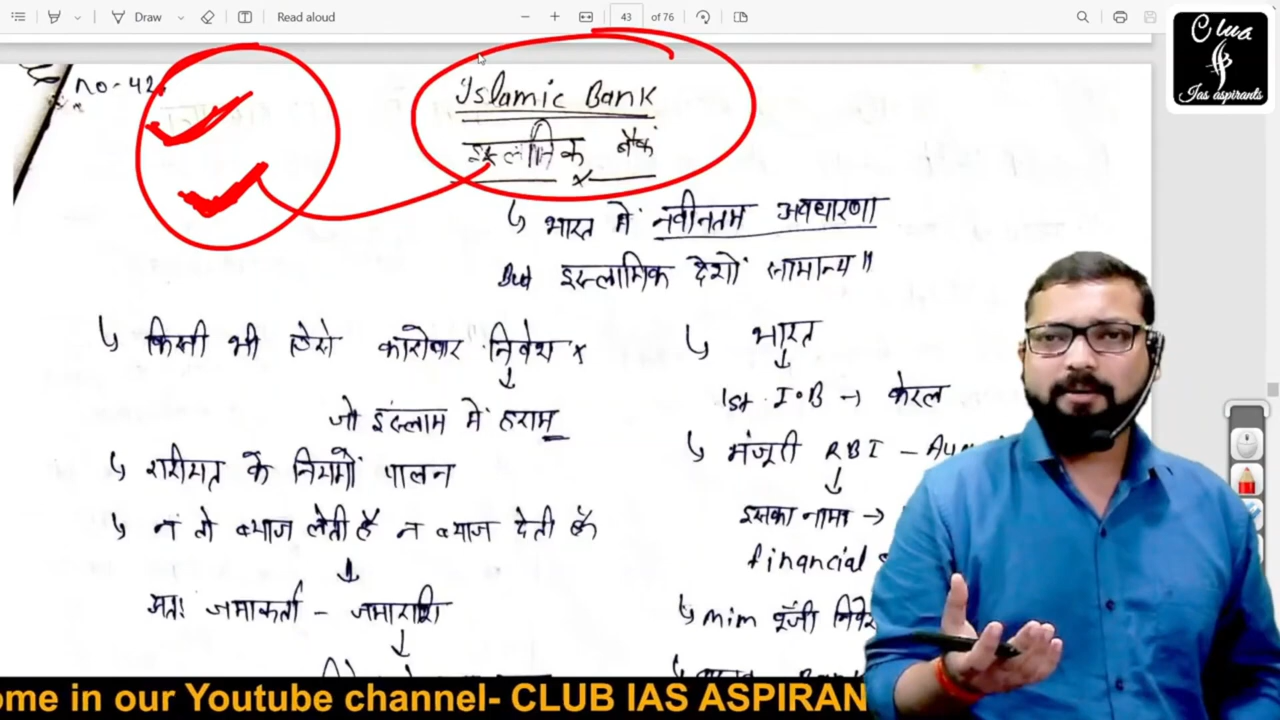 Draw
Read aloud
43 of 76
Club
Ias aspirants
no-42
Islamic Bank
इस्लामिक बैंक
भारत में नवीनतम अवधारणा
But इस्लामिक देशों सामान्य"
किसी भी ऐसे कारोबार निवेश x
जो इस्लाम में हराम
शरीयत के नियमों पालन
न तो ब्याज लेती है न ब्याज देती है
अतः जमाकर्ता - जमाराशि
भारत
1st. I.B → केरल
मंजूरी RBI - Au
इसका नाम →
financial
mim पूँजी निवे
ome in our Youtube channel- CLUB IAS ASPIRAN